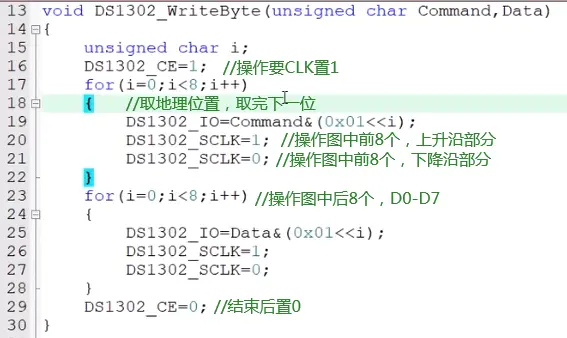 13 void DS1302_WriteByte(unsigned char Command,Data)
14 {
15 unsigned char i;
16 DS1302_CE=1; //操作要CLK置1
17 for(i=0;i<8;i++)
18 { //取地理位置，取完下一位
19 DS1302_IO=Command&(0x01<<i);
20 DS1302_SCLK=1; //操作图中前8个，上升沿部分
21 DS1302_SCLK=0; //操作图中前8个，下降沿部分
22 }
23 for(i=0;i<8;i++) //操作图中后8个，D0-D7
24 {
25 DS1302_IO=Data&(0x01<<i);
26 DS1302_SCLK=1;
27 DS1302_SCLK=0;
28 }
29 DS1302_CE=0; //结束后置0
30 }